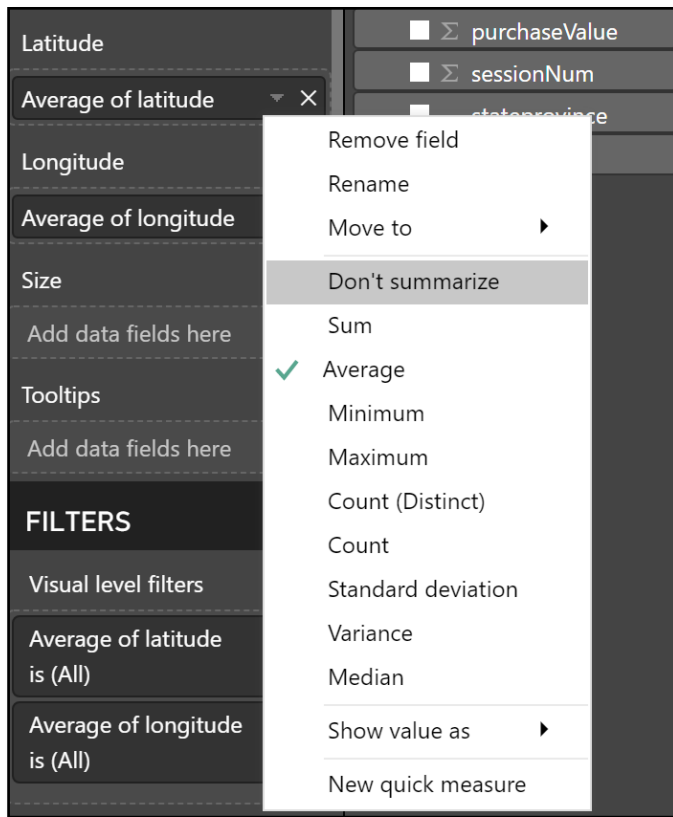 Latitude
Average of latitude
Longitude
Average of longitude
Size
Add data fields here
Tooltips
Add data fields here
FILTERS
Visual level filters
Average of latitude
is (All)
Average of longitude
is (All)
Σ purchaseValue
Σ sessionNum
stateprovince
Remove field
Rename
Move to
Don't summarize
Sum
Average
Minimum
Maximum
Count (Distinct)
Count
Standard deviation
Variance
Median
Show value as
New quick measure